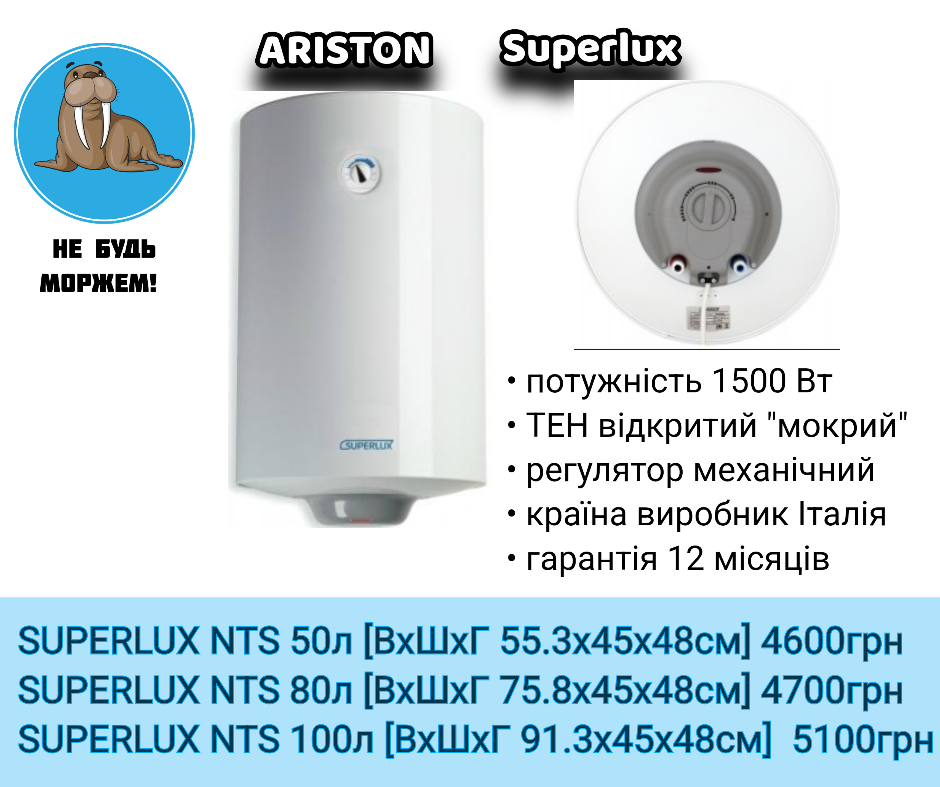 ARISTON
Superlux
НЕ БУДЬ
МОРЖЕМ!
SUPERLUX
• потужність 1500 Вт
• ТЕН відкритий "мокрий"
• регулятор механічний
• країна виробник Італія
• гарантія 12 місяців
SUPERLUX NTS 50л [ВхШхГ 55.3х45х48см] 4600грн
SUPERLUX NTS 80л [ВхШхГ 75.8х45х48см] 4700грн
SUPERLUX NTS 100л [ВхШхГ 91.3х45х48см] 5100грн